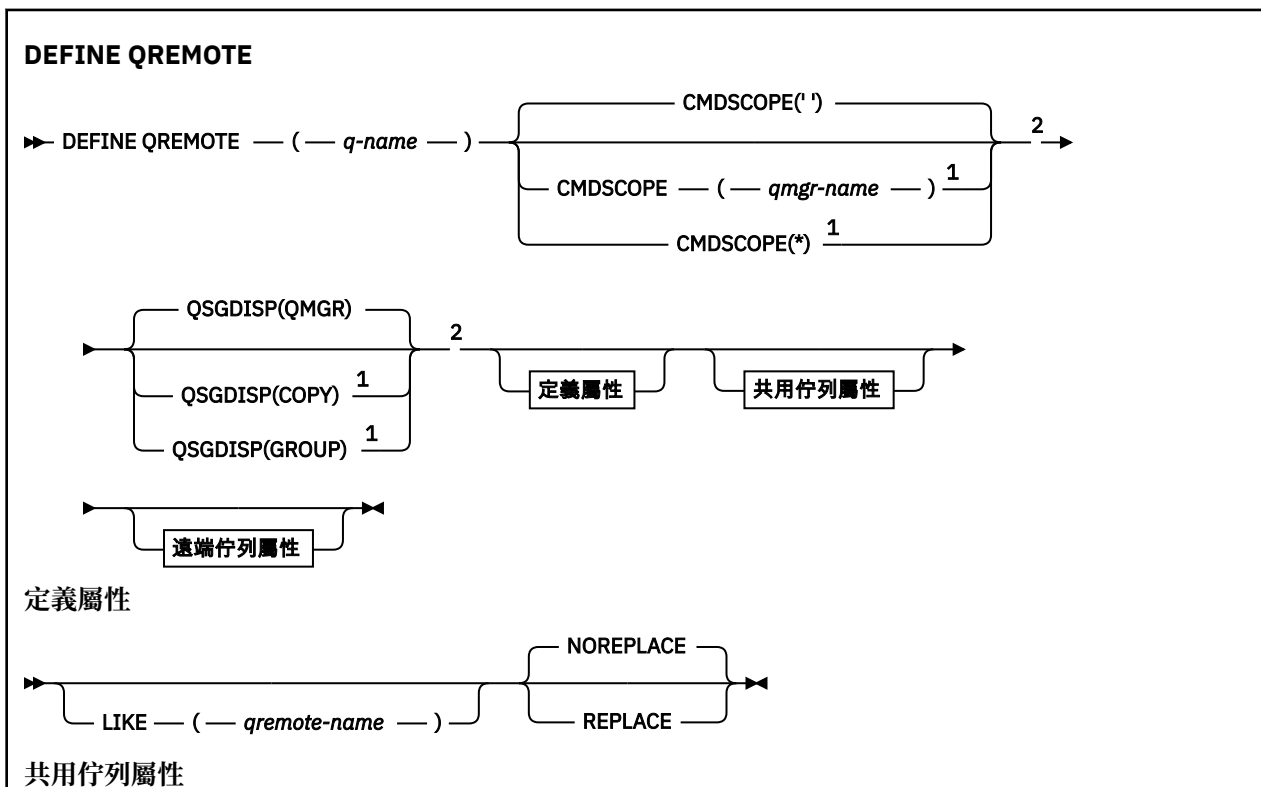 DEFINE QREMOTE
CMDSCOPE(' ')
DEFINE QREMOTE ( q-name ) 2
CMDSCOPE ( qmgr-name ) 1
CMDSCOPE(*) 1
QSGDISP(QMGR)
2
QSGDISP(COPY) 1 定義屬性 共用佇列屬性
QSGDISP(GROUP) 1
遠端佇列屬性
定義屬性
NOREPLACE
LIKE ( qremote-name ) REPLACE
共用佇列屬性